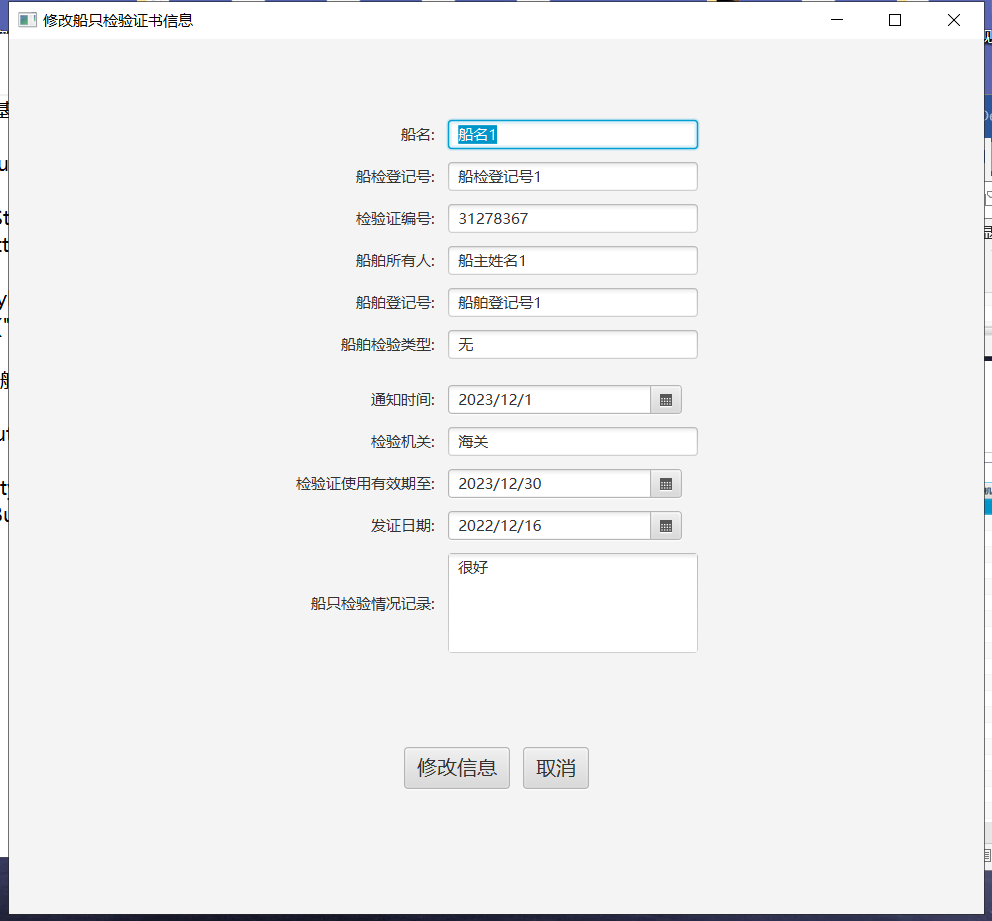 修改船只检验证书信息
船名: 船名1
船检登记号: 船检登记号1
检验证编号: 31278367
船舶所有人: 船主姓名1
船舶登记号: 船舶登记号1
船舶检验类型: 无
通知时间: 2023/12/1
检验机关: 海关
检验证使用有效期至: 2023/12/30
发证日期: 2022/12/16
船只检验情况记录: 很好
修改信息 取消